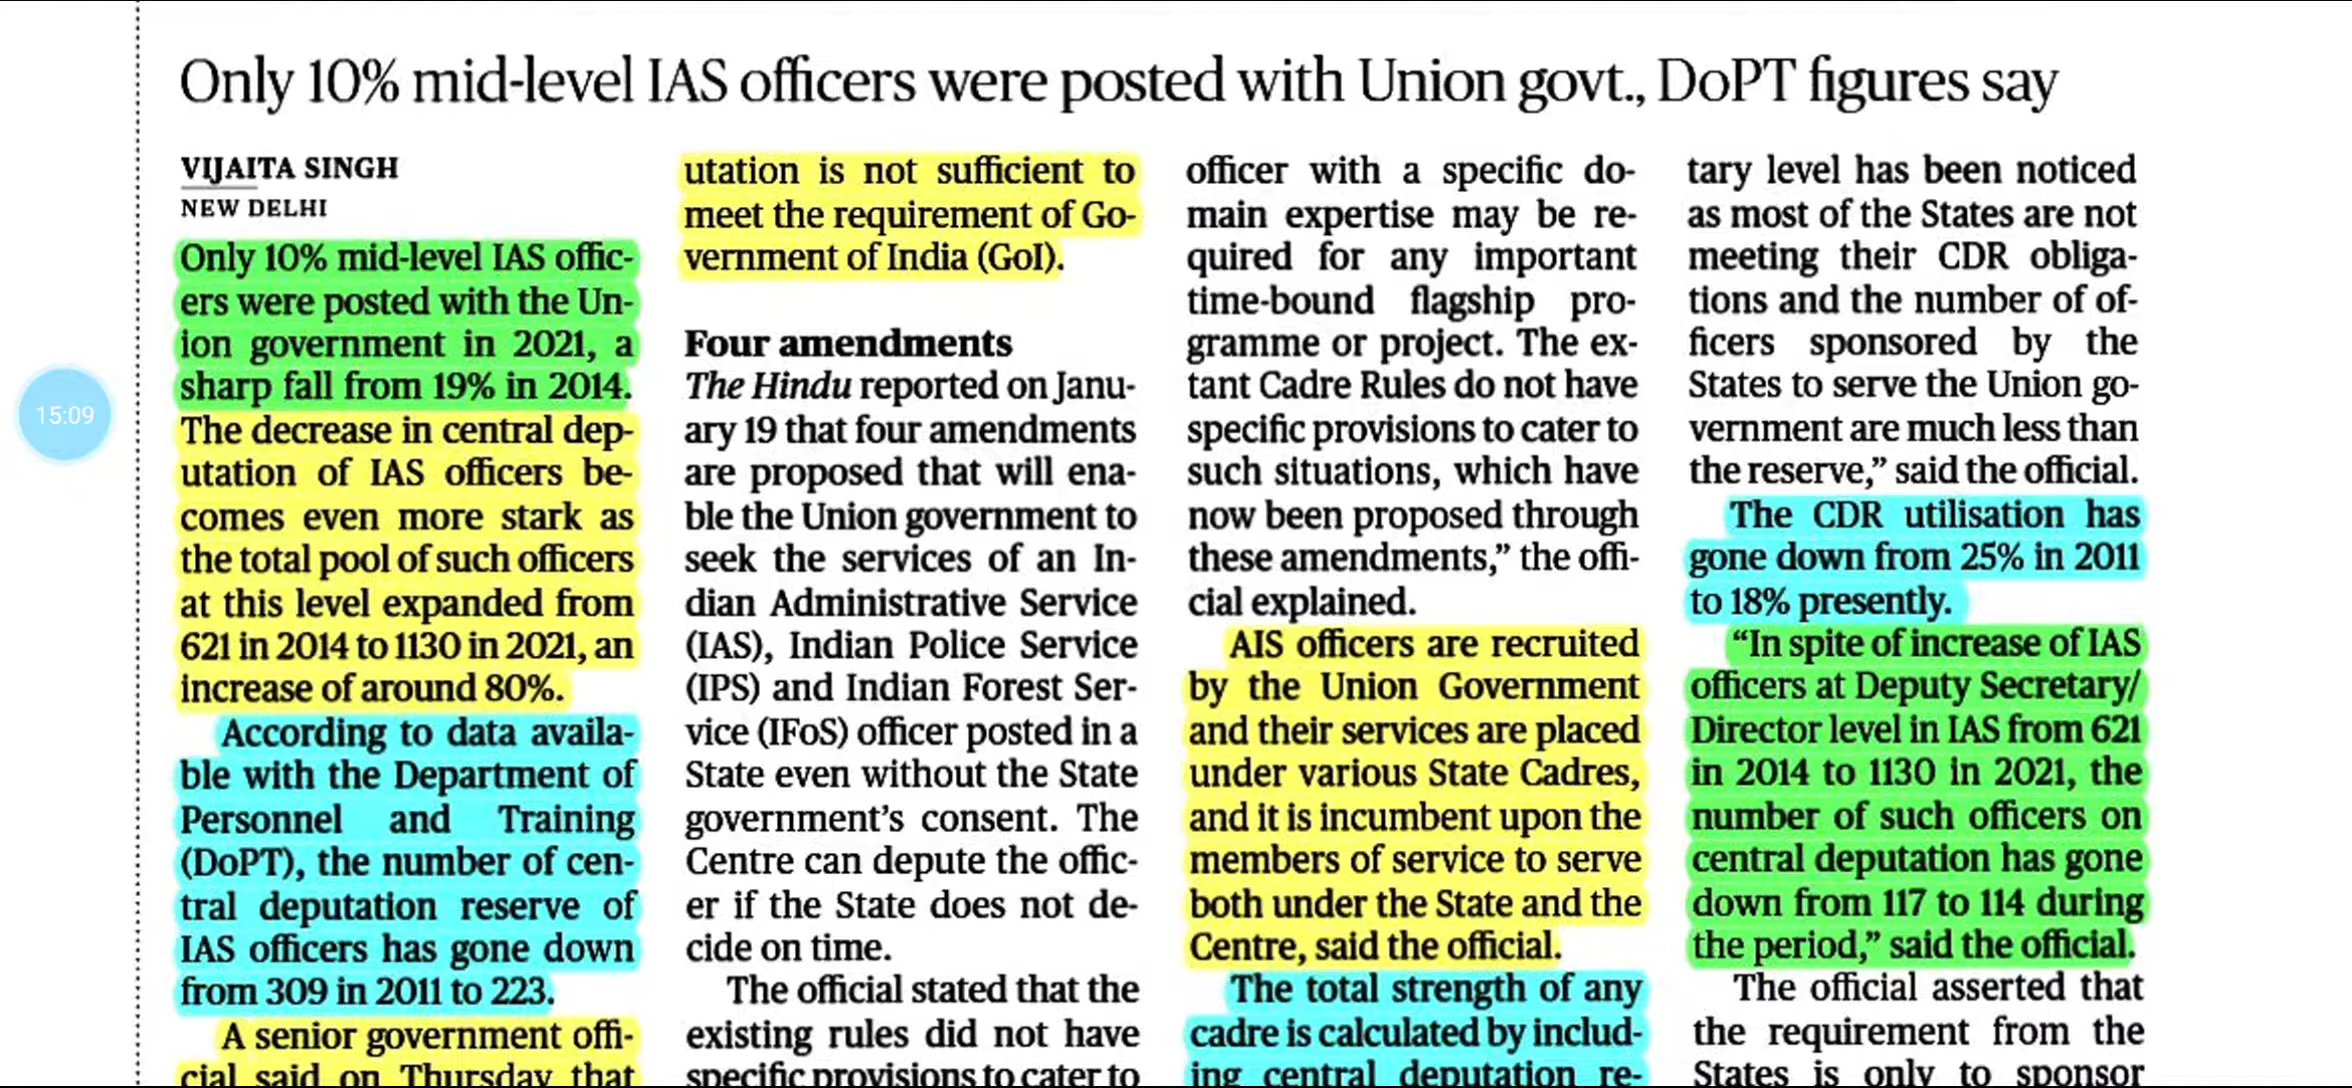 Only 10% mid-level IAS officers were posted with Union govt., DoPT figures say
15:09
VIJAITA SINGH
NEW DELHI
Only 10% mid-level IAS offic-
ers were posted with the Un-
ion government in 2021, a
sharp fall from 19% in 2014.
The decrease in central dep-
utation of IAS officers be-
comes even more stark as
the total pool of such officers
at this level expanded from
621 in 2014 to 1130 in 2021, an
increase of around 80%.
According to data availa-
ble with the Department of
Personnel and Training
(DoPT), the number of cen-
tral deputation reserve of
IAS officers has gone down
from 309 in 2011 to 223.
A senior government offi-
cial said on Thursday that
utation is not sufficient to
meet the requirement of Go-
vernment of India (GoI).
Four amendments
The Hindu reported on Janu-
ary 19 that four amendments
are proposed that will ena-
ble the Union government to
seek the services of an In-
dian Administrative Service
(IAS), Indian Police Service
(IPS) and Indian Forest Ser-
vice (IFoS) officer posted in a
State even without the State
government's consent. The
Centre can depute the offic-
er if the State does not de-
cide on time.
The official stated that the
existing rules did not have
specific provisions to cater to
officer with a specific do-
main expertise may be re-
quired for any important
time-bound flagship pro-
gramme or project. The ex-
tant Cadre Rules do not have
specific provisions to cater to
such situations, which have
now been proposed through
these amendments,” the offi-
cial explained.
AIS officers are recruited
by the Union Government
and their services are placed
under various State Cadres,
and it is incumbent upon the
members of service to serve
both under the State and the
Centre, said the official.
The total strength of any
cadre is calculated by includ-
ing central deputation re-
tary level has been noticed
as most of the States are not
meeting their CDR obliga-
tions and the number of of-
ficers sponsored by the
States to serve the Union go-
vernment are much less than
the reserve,” said the official.
The CDR utilisation has
gone down from 25% in 2011
to 18% presently.
“In spite of increase of IAS
officers at Deputy Secretary/
Director level in IAS from 621
in 2014 to 1130 in 2021, the
number of such officers on
central deputation has gone
down from 117 to 114 during
the period,” said the official.
The official asserted that
the requirement from the
States is only to sponsor